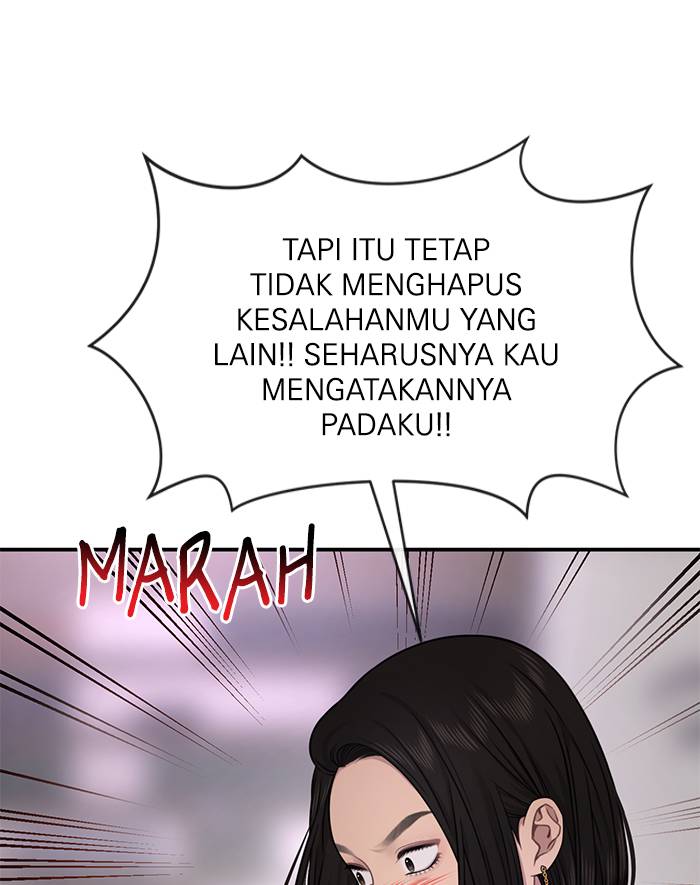 TAPI ITU TETAP
TIDAK MENGHAPUS
KESALAHANMU YANG
LAIN!! SEHARUSNYA KAU
MENGATAKANNYA
PADAKU!!
MARAH